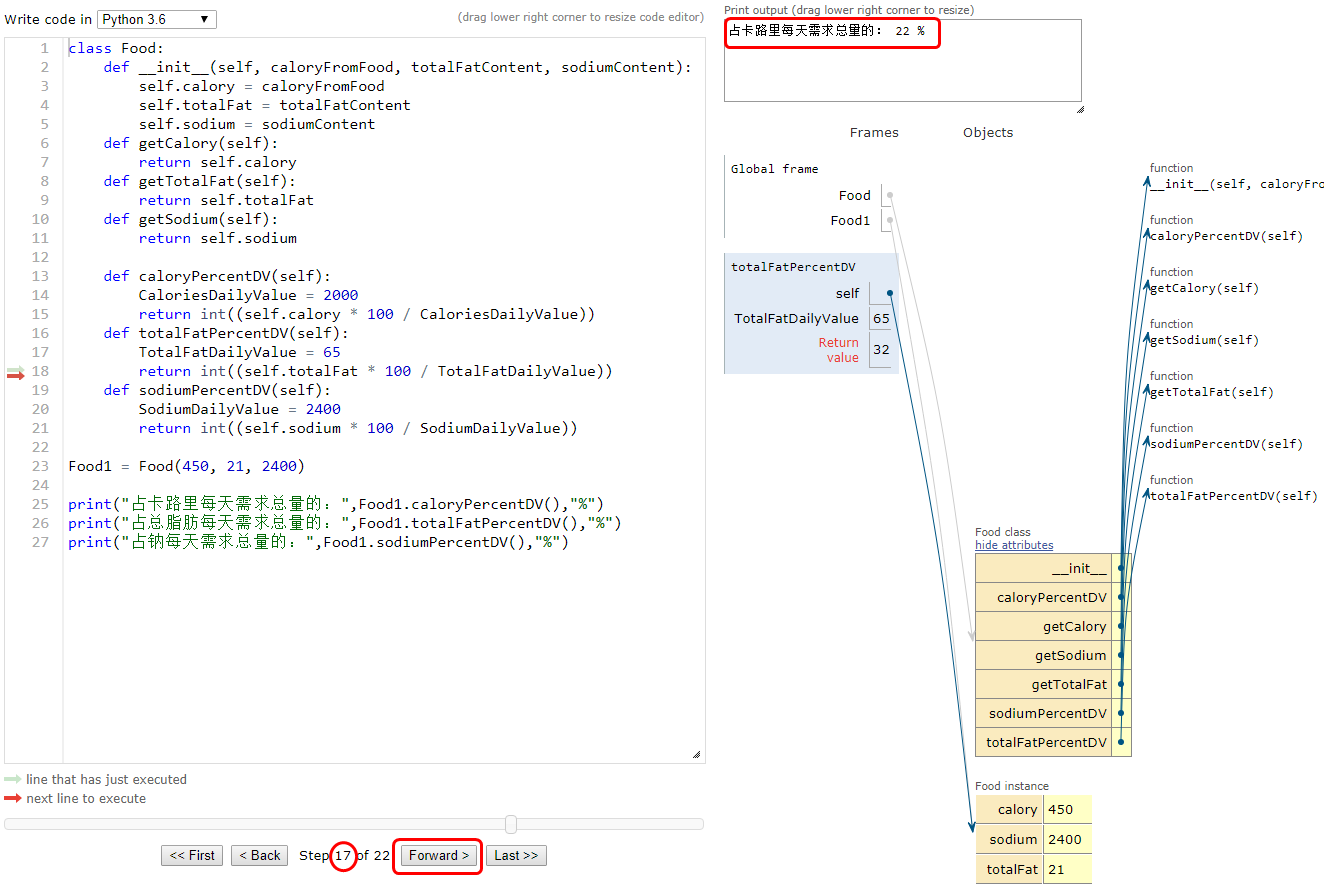 Write code in Python 3.6 ▼
(drag lower right corner to resize code editor)
1 class Food:
2     def __init__(self, caloryFromFood, totalFatContent, sodiumContent):
3         self.calory = caloryFromFood
4         self.totalFat = totalFatContent
5         self.sodium = sodiumContent
6     def getCalory(self):
7         return self.calory
8     def getTotalFat(self):
9         return self.totalFat
10     def getSodium(self):
11         return self.sodium
12
13     def caloryPercentDV(self):
14         CaloriesDailyValue = 2000
15         return int((self.calory * 100 / CaloriesDailyValue))
16     def totalFatPercentDV(self):
17         TotalFatDailyValue = 65
18         return int((self.totalFat * 100 / TotalFatDailyValue))
19     def sodiumPercentDV(self):
20         SodiumDailyValue = 2400
21         return int((self.sodium * 100 / SodiumDailyValue))
22
23 Food1 = Food(450, 21, 2400)
24
25 print("占卡路里每天需求总量的：",Food1.caloryPercentDV(),"%")
26 print("占总脂肪每天需求总量的：",Food1.totalFatPercentDV(),"%")
27 print("占钠每天需求总量的：",Food1.sodiumPercentDV(),"%")
line that has just executed
next line to execute
<< First
< Back
Step 17 of 22
Forward >
Last >>
Print output (drag lower right corner to resize)
占卡路里每天需求总量的： 22 %
Frames
Objects
Global frame
Food
Food1
totalFatPercentDV
self
TotalFatDailyValue 65
Return
value 32
function
__init__(self, caloryFro
function
caloryPercentDV(self)
function
getCalory(self)
function
getSodium(self)
function
getTotalFat(self)
function
sodiumPercentDV(self)
function
totalFatPercentDV(self)
Food class
hide attributes
__init__
caloryPercentDV
getCalory
getSodium
getTotalFat
sodiumPercentDV
totalFatPercentDV
Food instance
calory 450
sodium 2400
totalFat 21